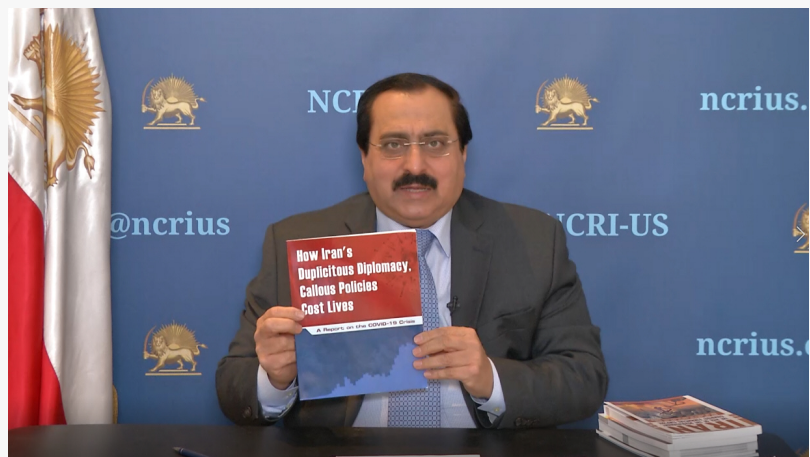 NCRI
ncrius.
@ncrius
NCRI-US
How Iran's
Duplicitous Diplomacy,
Callous Policies
Cost Lives
A Report on the COVID-19 Crisis
ncrius.
IRAN